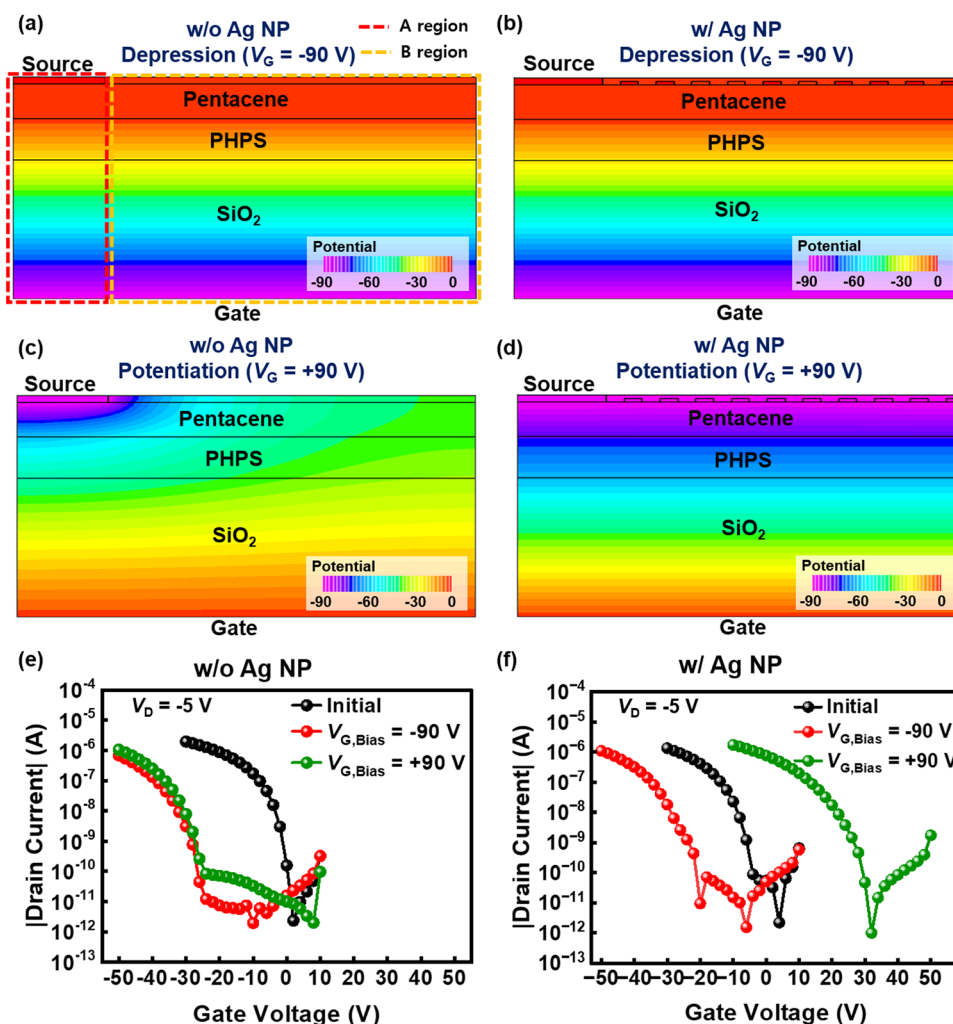 (a)
w/o Ag NP
Depression (VG = -90 V)
A region
B region
Source
Pentacene
PHPS
SiO2
Potential
-90 -60 -30 0
Gate
(b)
w/ Ag NP
Depression (VG = -90 V)
Source
Pentacene
PHPS
SiO2
Potential
-90 -60 -30 0
Gate
(c)
w/o Ag NP
Potentiation (VG = +90 V)
Source
Pentacene
PHPS
SiO2
Potential
-90 -60 -30 0
Gate
(d)
w/ Ag NP
Potentiation (VG = +90 V)
Source
Pentacene
PHPS
SiO2
Potential
-90 -60 -30 0
Gate
(e)
w/o Ag NP
VD = -5 V
Initial
VG,Bias = -90 V
VG,Bias = +90 V
|Drain Current| (A)
10⁻⁴
10⁻⁵
10⁻⁶
10⁻⁷
10⁻⁸
10⁻⁹
10⁻¹⁰
10⁻¹¹
10⁻¹²
10⁻¹³
-50 -40 -30 -20 -10 0 10 20 30 40 50
Gate Voltage (V)
(f)
w/ Ag NP
VD = -5 V
Initial
VG,Bias = -90 V
VG,Bias = +90 V
|Drain Current| (A)
10⁻⁴
10⁻⁵
10⁻⁶
10⁻⁷
10⁻⁸
10⁻⁹
10⁻¹⁰
10⁻¹¹
10⁻¹²
10⁻¹³
−50−40−30−20−10 0 10 20 30 40 50
Gate Voltage (V)